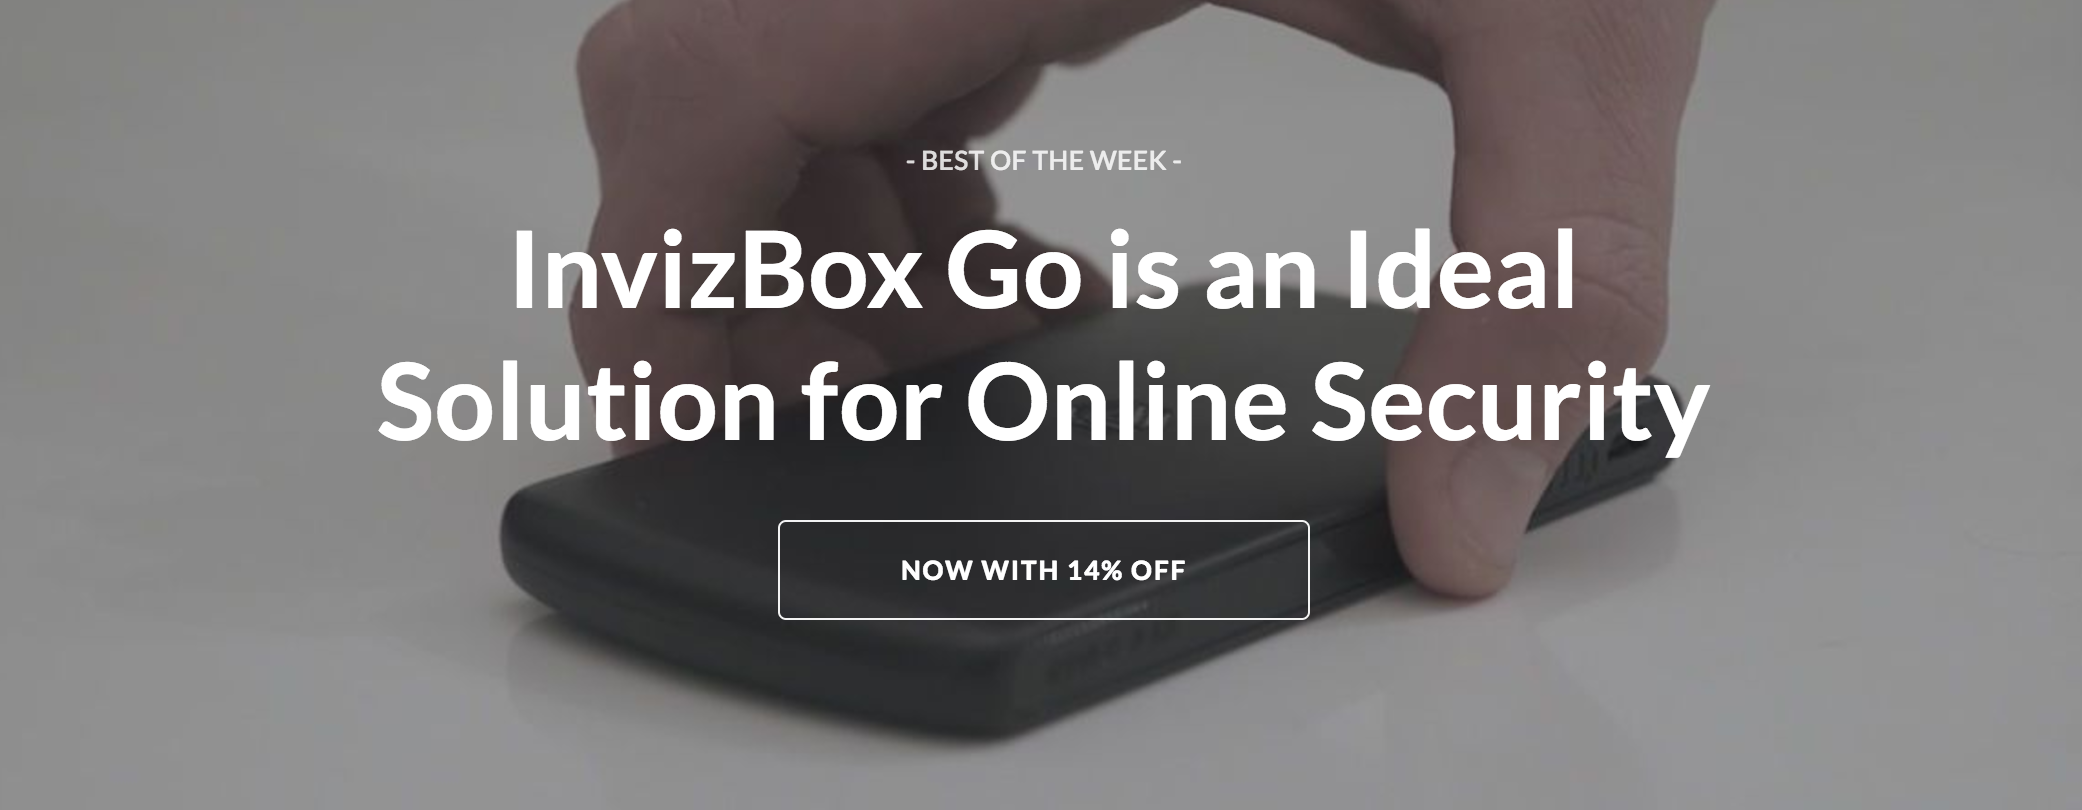 - BEST OF THE WEEK -
InvizBox Go is an Ideal
Solution for Online Security
NOW WITH 14% OFF